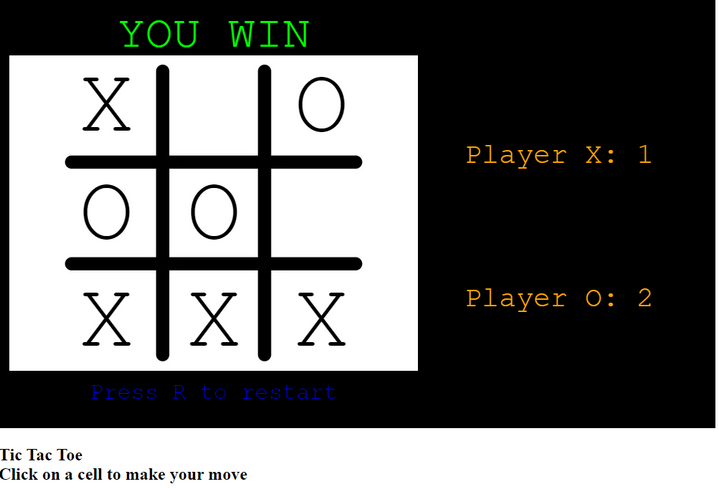 YOU WIN
X O
Player X: 1
O O
Player O: 2
X X X
Press R to restart
Tic Tac Toe
Click on a cell to make your move